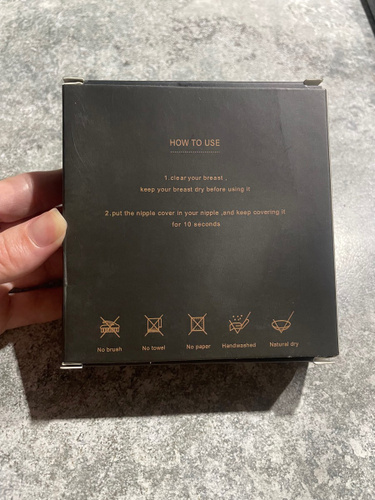 HOW TO USE
1.clear your breast ,
keep your breast dry before using it
2.put the nipple cover in your nipple ,and keep covering it
for 10 seconds
No brush No towel No paper Handwashed Natural dry